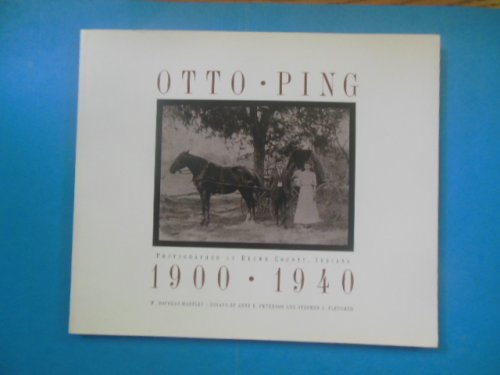 OTTO · PING
PHOTOGRAPHER OF BROWN COUNTY, INDIANA
1900 · 1940
W. DOUGLAS HARTLEY · ESSAYS BY ANNE E. PETERSON AND STEPHEN J. FLETCHER